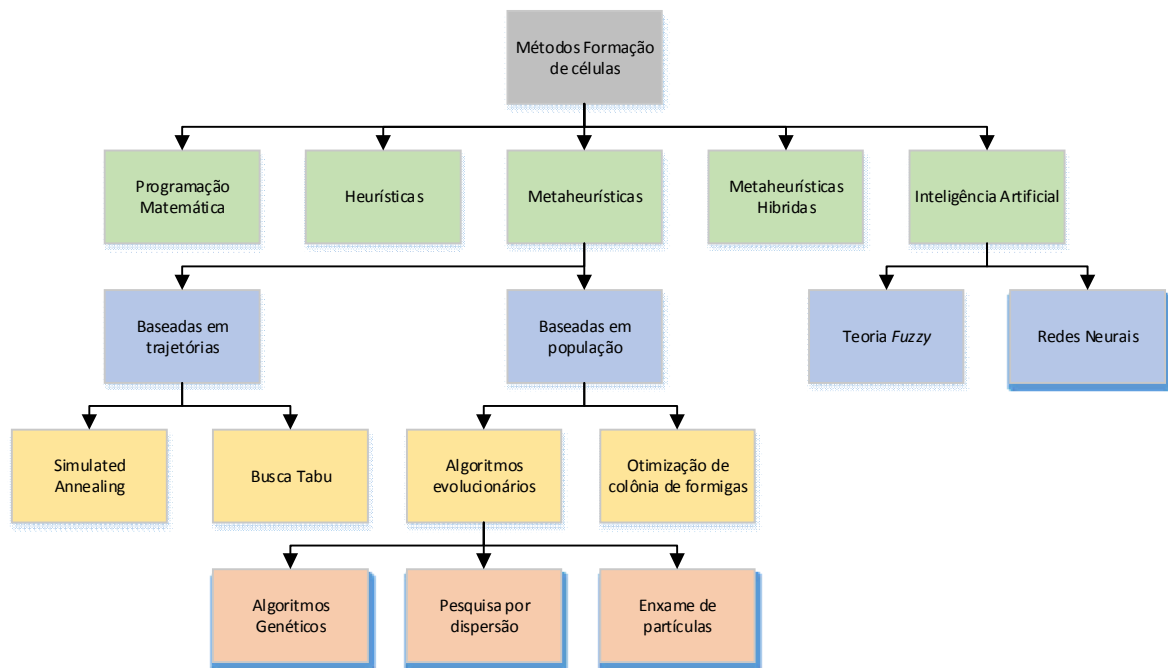 Métodos Formação
de células
Programação
Matemática
Heurísticas
Metaheurísticas
Metaheurísticas
Hibridas
Inteligência Artificial
Baseadas em
trajetórias
Baseadas em
população
Teoria Fuzzy
Redes Neurais
Simulated
Annealing
Busca Tabu
Algoritmos
evolucionários
Otimização de
colônia de formigas
Algoritmos
Genéticos
Pesquisa por
dispersão
Enxame de
partículas